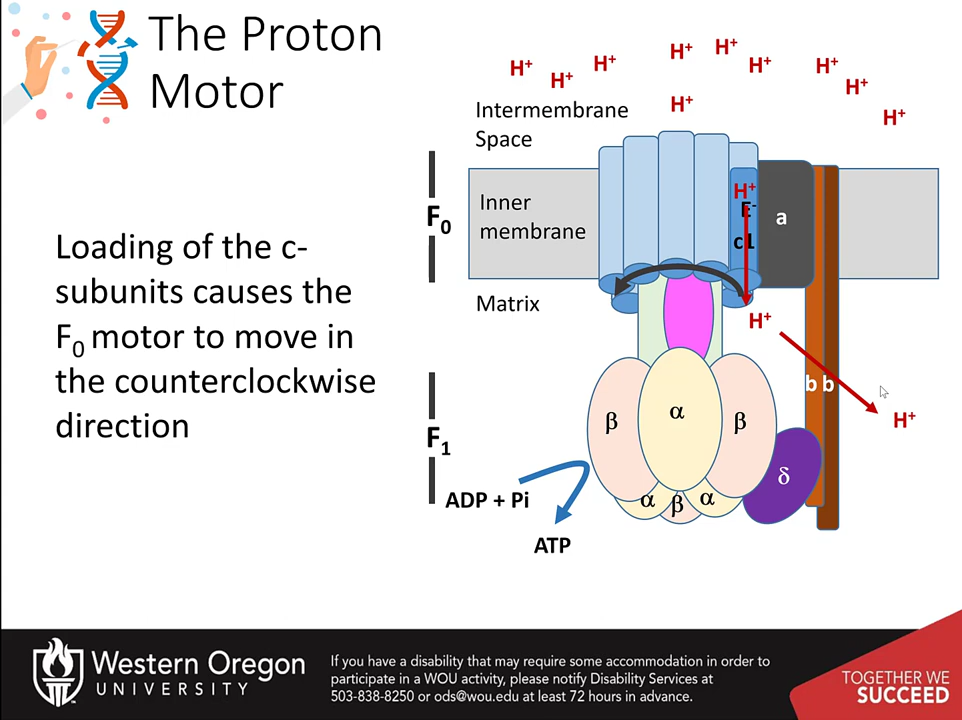 The Proton
Motor
Loading of the c-
subunits causes the
F0 motor to move in
the counterclockwise
direction
H+ H+ H+ H+ H+ H+ H+ H+ H+
H+
Intermembrane
Space
F0
Inner
membrane
H+
E-
c1
a
Matrix
H+
b b
H+
F1
β α β
δ
α β α
ADP + Pi
ATP
Western Oregon
UNIVERSITY
If you have a disability that may require some accommodation in order to
participate in a WOU activity, please notify Disability Services at
503-838-8250 or ods@wou.edu at least 72 hours in advance.
TOGETHER WE
SUCCEED